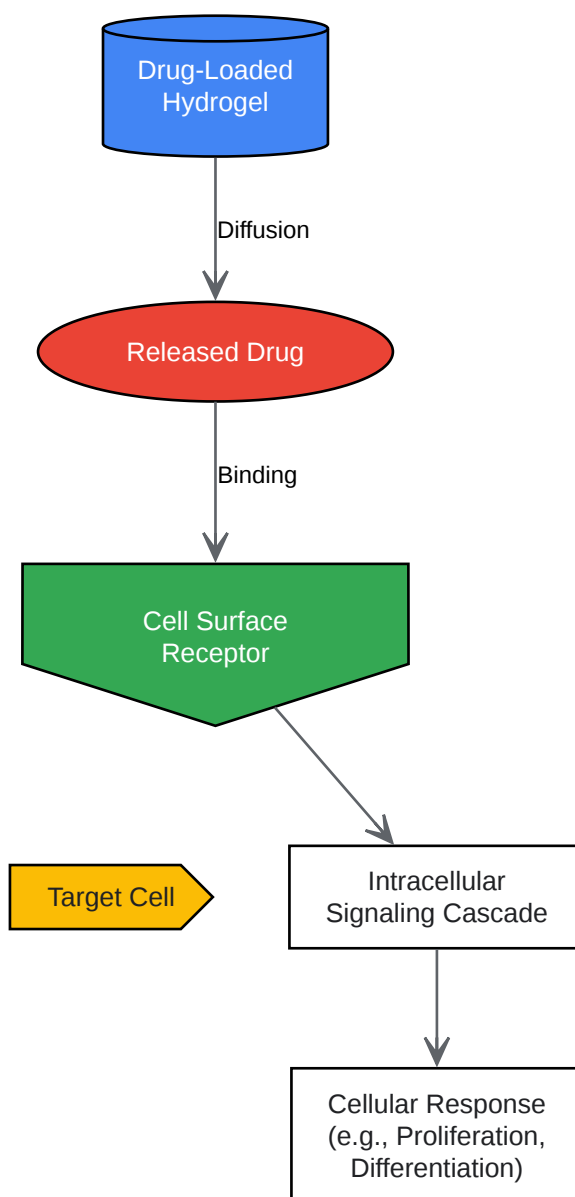 Drug-Loaded
Hydrogel
Diffusion
Released Drug
Binding
Cell Surface
Receptor
Target Cell
Intracellular
Signaling Cascade
Cellular Response
(e.g., Proliferation,
Differentiation)